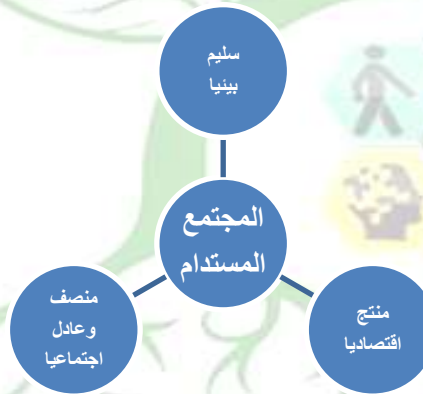 سليم
بيئيا
المجتمع
المستدام
منصف
وعادل
اجتماعيا
منتج
اقتصاديا